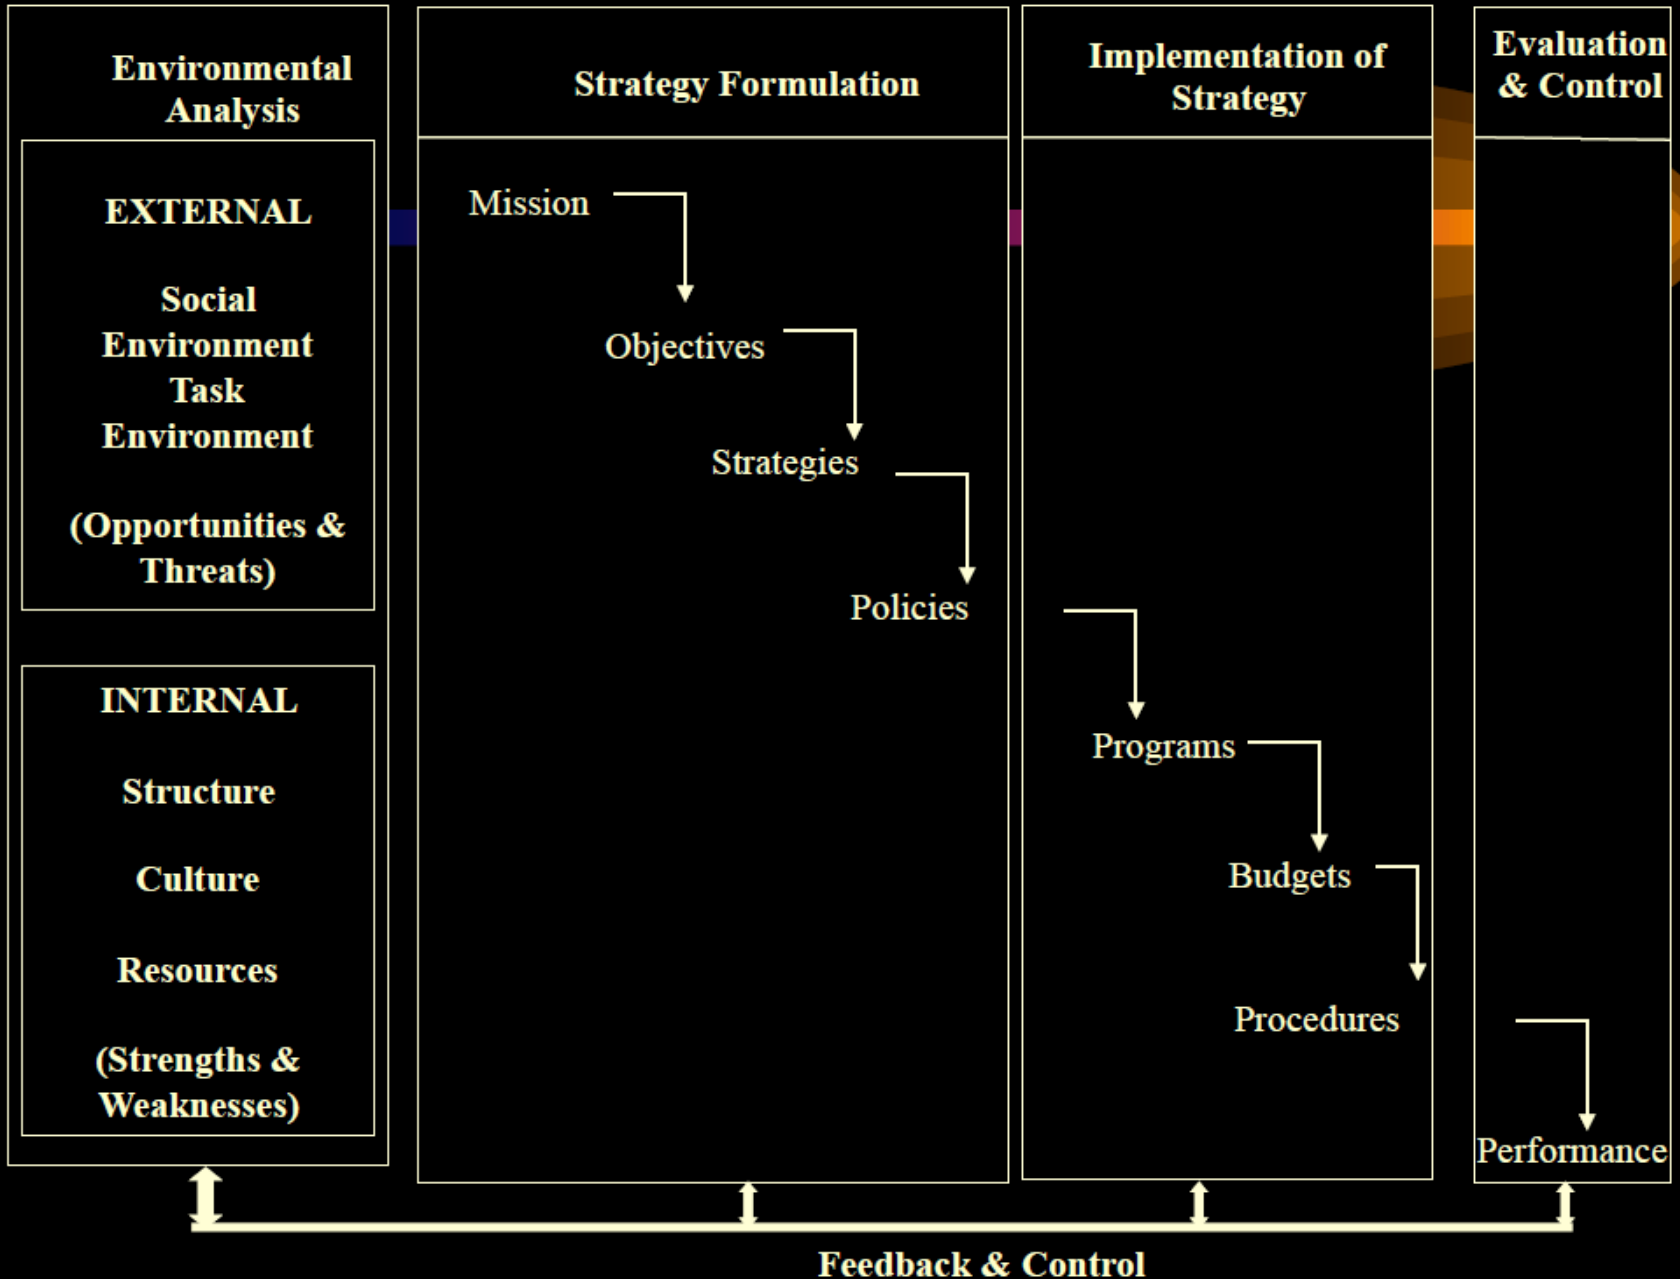 Environmental
Analysis
EXTERNAL
Social
Environment
Task
Environment
(Opportunities &
Threats)
INTERNAL
Structure
Culture
Resources
(Strengths &
Weaknesses)
Strategy Formulation
Mission
Objectives
Strategies
Policies
Implementation of
Strategy
Programs
Budgets
Procedures
Evaluation
& Control
Performance
Feedback & Control